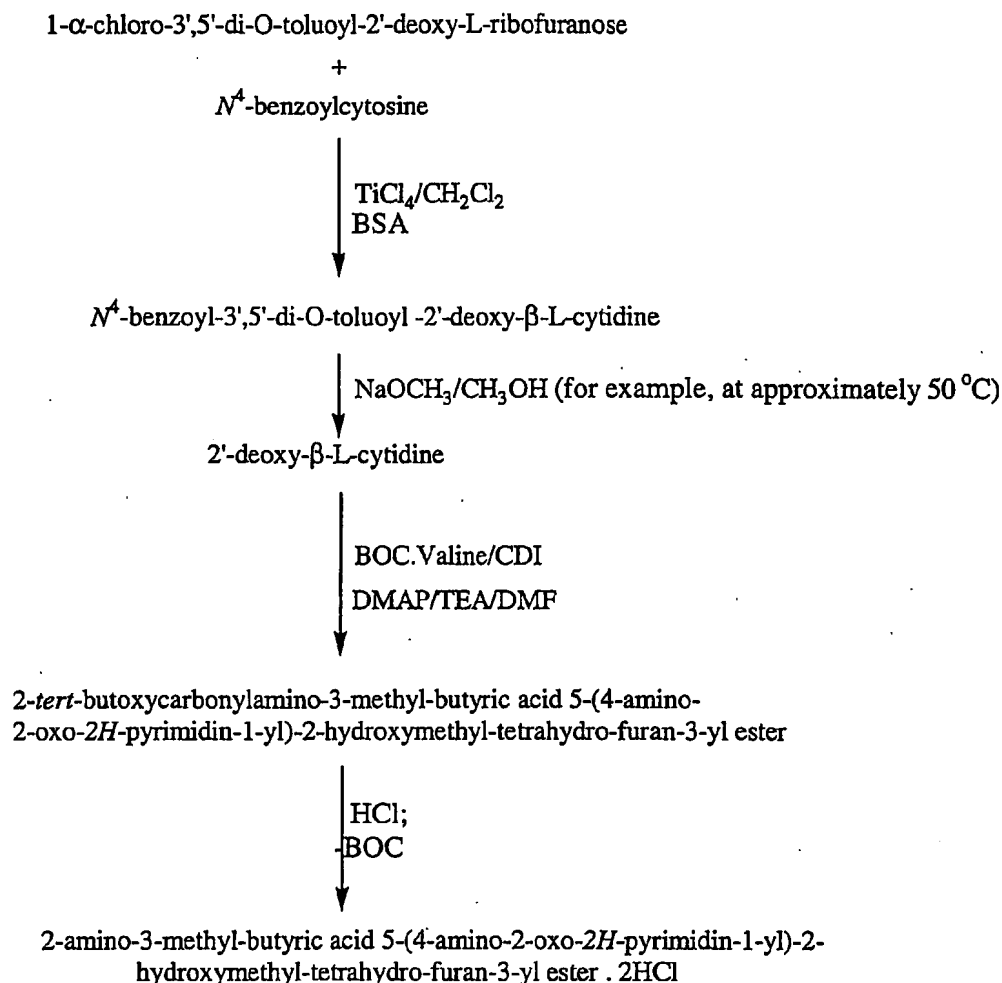 1-α-chloro-3',5'-di-O-toluoyl-2'-deoxy-L-ribofuranose
+
N⁴-benzoylcytosine
TiCl₄/CH₂Cl₂
BSA
N⁴-benzoyl-3',5'-di-O-toluoyl -2'-deoxy-β-L-cytidine
NaOCH₃/CH₃OH (for example, at approximately 50 °C)
2'-deoxy-β-L-cytidine
BOC.Valine/CDI
DMAP/TEA/DMF
2-tert-butoxycarbonylamino-3-methyl-butyric acid 5-(4-amino-
2-oxo-2H-pyrimidin-1-yl)-2-hydroxymethyl-tetrahydro-furan-3-yl ester
HCl;
-BOC
2-amino-3-methyl-butyric acid 5-(4-amino-2-oxo-2H-pyrimidin-1-yl)-2-
hydroxymethyl-tetrahydro-furan-3-yl ester . 2HCl